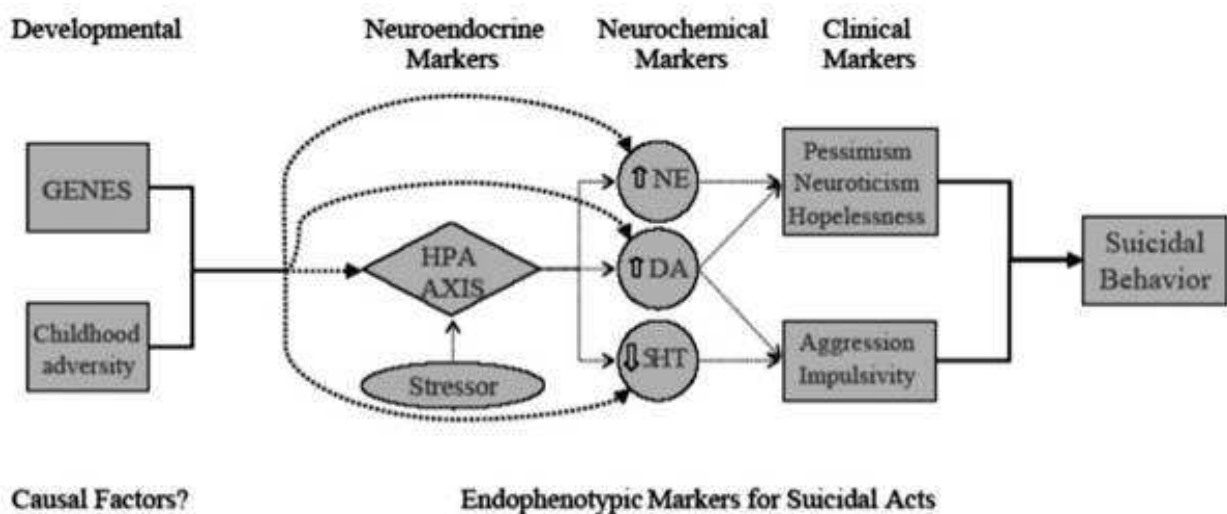 Developmental
Neuroendocrine
Markers
Neurochemical
Markers
Clinical
Markers
GENES
Childhood
adversity
HPA
AXIS
Stressor
⇑NE
⇑DA
⇓5HT
Pessimism
Neuroticism
Hopelessness
Aggression
Impulsivity
Suicidal
Behavior
Causal Factors?
Endophenotypic Markers for Suicidal Acts